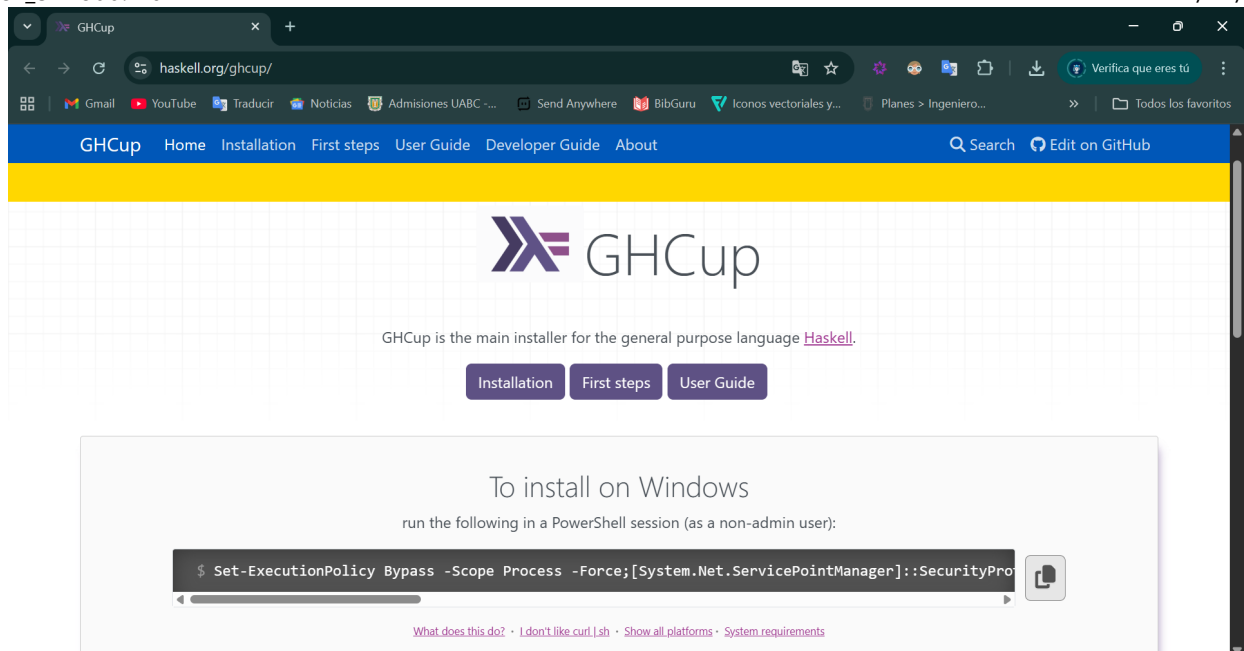 GHCup
haskell.org/ghcup/
Verifica que eres tú
Gmail YouTube Traducir Noticias Admisiones UABC -... Send Anywhere BibGuru Iconos vectoriales y... Planes > Ingeniero... » Todos los favoritos
GHCup Home Installation First steps User Guide Developer Guide About Search Edit on GitHub
GHCup
GHCup is the main installer for the general purpose language Haskell.
Installation First steps User Guide
To install on Windows
run the following in a PowerShell session (as a non-admin user):
$ Set-ExecutionPolicy Bypass -Scope Process -Force;[System.Net.ServicePointManager]::SecurityPro
What does this do? · I don't like curl | sh · Show all platforms · System requirements